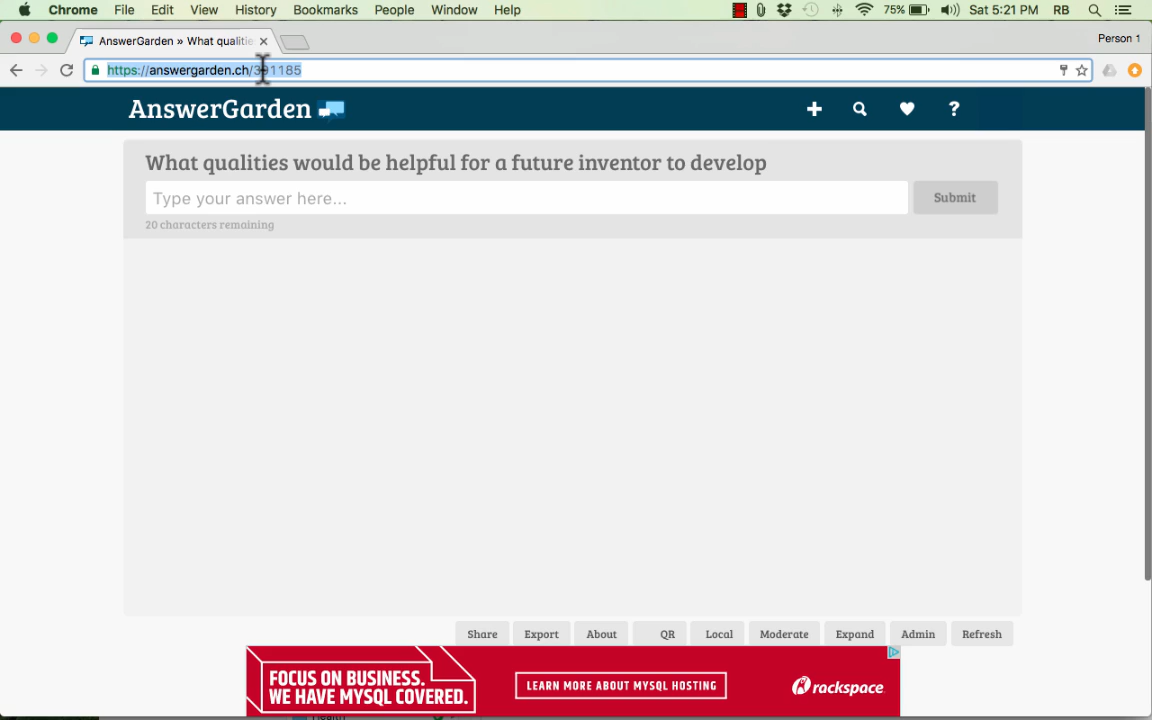 Chrome File Edit View History Bookmarks People Window Help 75% Sat 5:21 PM RB
AnswerGarden » What qualitie Person 1
https://answergarden.ch/391185
AnswerGarden + ?
What qualities would be helpful for a future inventor to develop
Type your answer here... Submit
20 characters remaining
Share Export About QR Local Moderate Expand Admin Refresh
FOCUS ON BUSINESS.
WE HAVE MYSQL COVERED.
LEARN MORE ABOUT MYSQL HOSTING
rackspace
Health